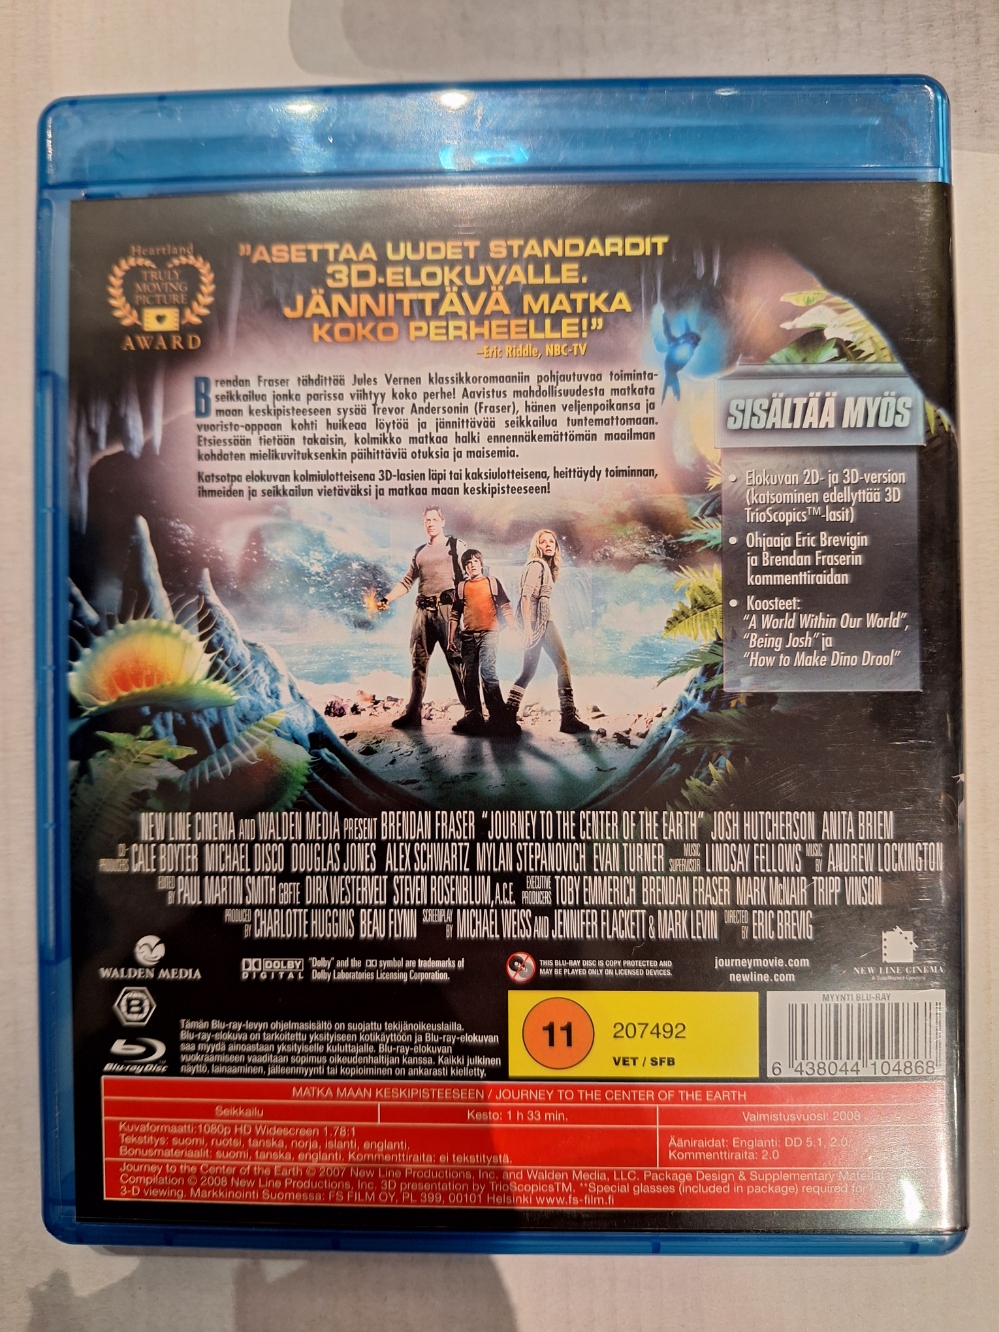 Heartland
TRULY
MOVING
PICTURE
AWARD
"ASETTAA UUDET STANDARDIT
3D-ELOKUVALLE.
JÄNNITTÄVÄ MATKA
KOKO PERHEELLE!"
–Eric Riddle, NBC-TV
Brendan Fraser tähdittää Jules Vernen klassikkoromaaniin pohjautuvaa toiminta-
seikkailua jonka parissa viihtyy koko perhe! Aavistus mahdollisuudesta matkata
maan keskipisteeseen sysää Trevor Andersonin (Fraser), hänen veljenpoikansa ja
vuoristo-oppaan kohti huikeaa löytöä ja jännittävää seikkailua tuntemattomaan.
Etsiessään tietään takaisin, kolmikko matkaa halki ennennäkemättömän maailman
kohdaten mielikuvituksenkin päihittäviä otuksia ja maisemia.
Katsotpa elokuvan kolmiulotteisena 3D-lasien läpi tai kaksiulotteisena, heittäydy toiminnan,
ihmeiden ja seikkailun vietäväksi ja matkaa maan keskipisteeseen!
SISÄLTÄÄ MYÖS
• Elokuvan 2D- ja 3D-version
(katsominen edellyttää 3D
TrioScopics™-lasit)
• Ohjaaja Eric Brevigin
ja Brendan Fraserin
kommenttiraidan
• Koosteet:
"A World Within Our World",
"Being Josh" ja
"How to Make Dino Drool"
NEW LINE CINEMA AND WALDEN MEDIA PRESENT BRENDAN FRASER "JOURNEY TO THE CENTER OF THE EARTH" JOSH HUTCHERSON ANITA BRIEM
CO-PRODUCERS CALE BOYTER MICHAEL DISCO DOUGLAS JONES ALEX SCHWARTZ MYLAN STEPANOVICH EVAN TURNER MUSIC SUPERVISOR LINDSAY FELLOWS MUSIC BY ANDREW LOCKINGTON
EDITED BY PAUL MARTIN SMITH GBFTE DIRK WESTERVELT STEVEN ROSENBLUM, A.C.E. EXECUTIVE PRODUCERS TOBY EMMERICH BRENDAN FRASER MARK McNAIR TRIPP VINSON
PRODUCED BY CHARLOTTE HUGGINS BEAU FLYNN SCREENPLAY BY MICHAEL WEISS AND JENNIFER FLACKETT & MARK LEVIN DIRECTED BY ERIC BREVIG
WALDEN MEDIA
DOLBY
DIGITAL
"Dolby" and the DD symbol are trademarks of
Dolby Laboratories Licensing Corporation.
THIS BLU-RAY DISC IS COPY PROTECTED AND
MAY BE PLAYED ONLY ON LICENSED DEVICES.
journeymovie.com
newline.com
NEW LINE CINEMA
B
Blu-ray Disc
Tämän Blu-ray-levyn ohjelmasisältö on suojattu tekijänoikeuslailla.
Blu-ray-elokuva on tarkoitettu yksityiseen kotikäyttöön ja Blu-ray-elokuvan
saa myydä ainoastaan yksityiselle kuluttajalle. Blu-ray-elokuvan
vuokraamiseen vaaditaan sopimus oikeudenhaltijan kanssa. Kaikki julkinen
näyttö, lainaaminen, jälleenmyynti tai kopioiminen on ankarasti kielletty.
11
207492
VET / SFB
MYYNTI BLU-RAY
6 438044 104868
MATKA MAAN KESKIPISTEESEEN / JOURNEY TO THE CENTER OF THE EARTH
Seikkailu
Kesto: 1 h 33 min.
Valmistusvuosi: 2008
Kuvaformaatti:1080p HD Widescreen 1.78:1
Tekstitys: suomi, ruotsi, tanska, norja, islanti, englanti.
Bonusmateriaalit: suomi, tanska, englanti. Kommenttiraita: ei tekstitystä.
Ääniraidat: Englanti: DD 5.1, 2.0.
Kommenttiraita: 2.0
Journey to the Center of the Earth © 2007 New Line Productions, Inc. and Walden Media, LLC. Package Design & Supplementary Material
Compilation © 2008 New Line Productions, Inc. 3D presentation by TrioScopicsTM. **Special glasses (included in package) required for
3-D viewing. Markkinointi Suomessa: FS FILM OY, PL 399, 00101 Helsinki www.fs-film.fi